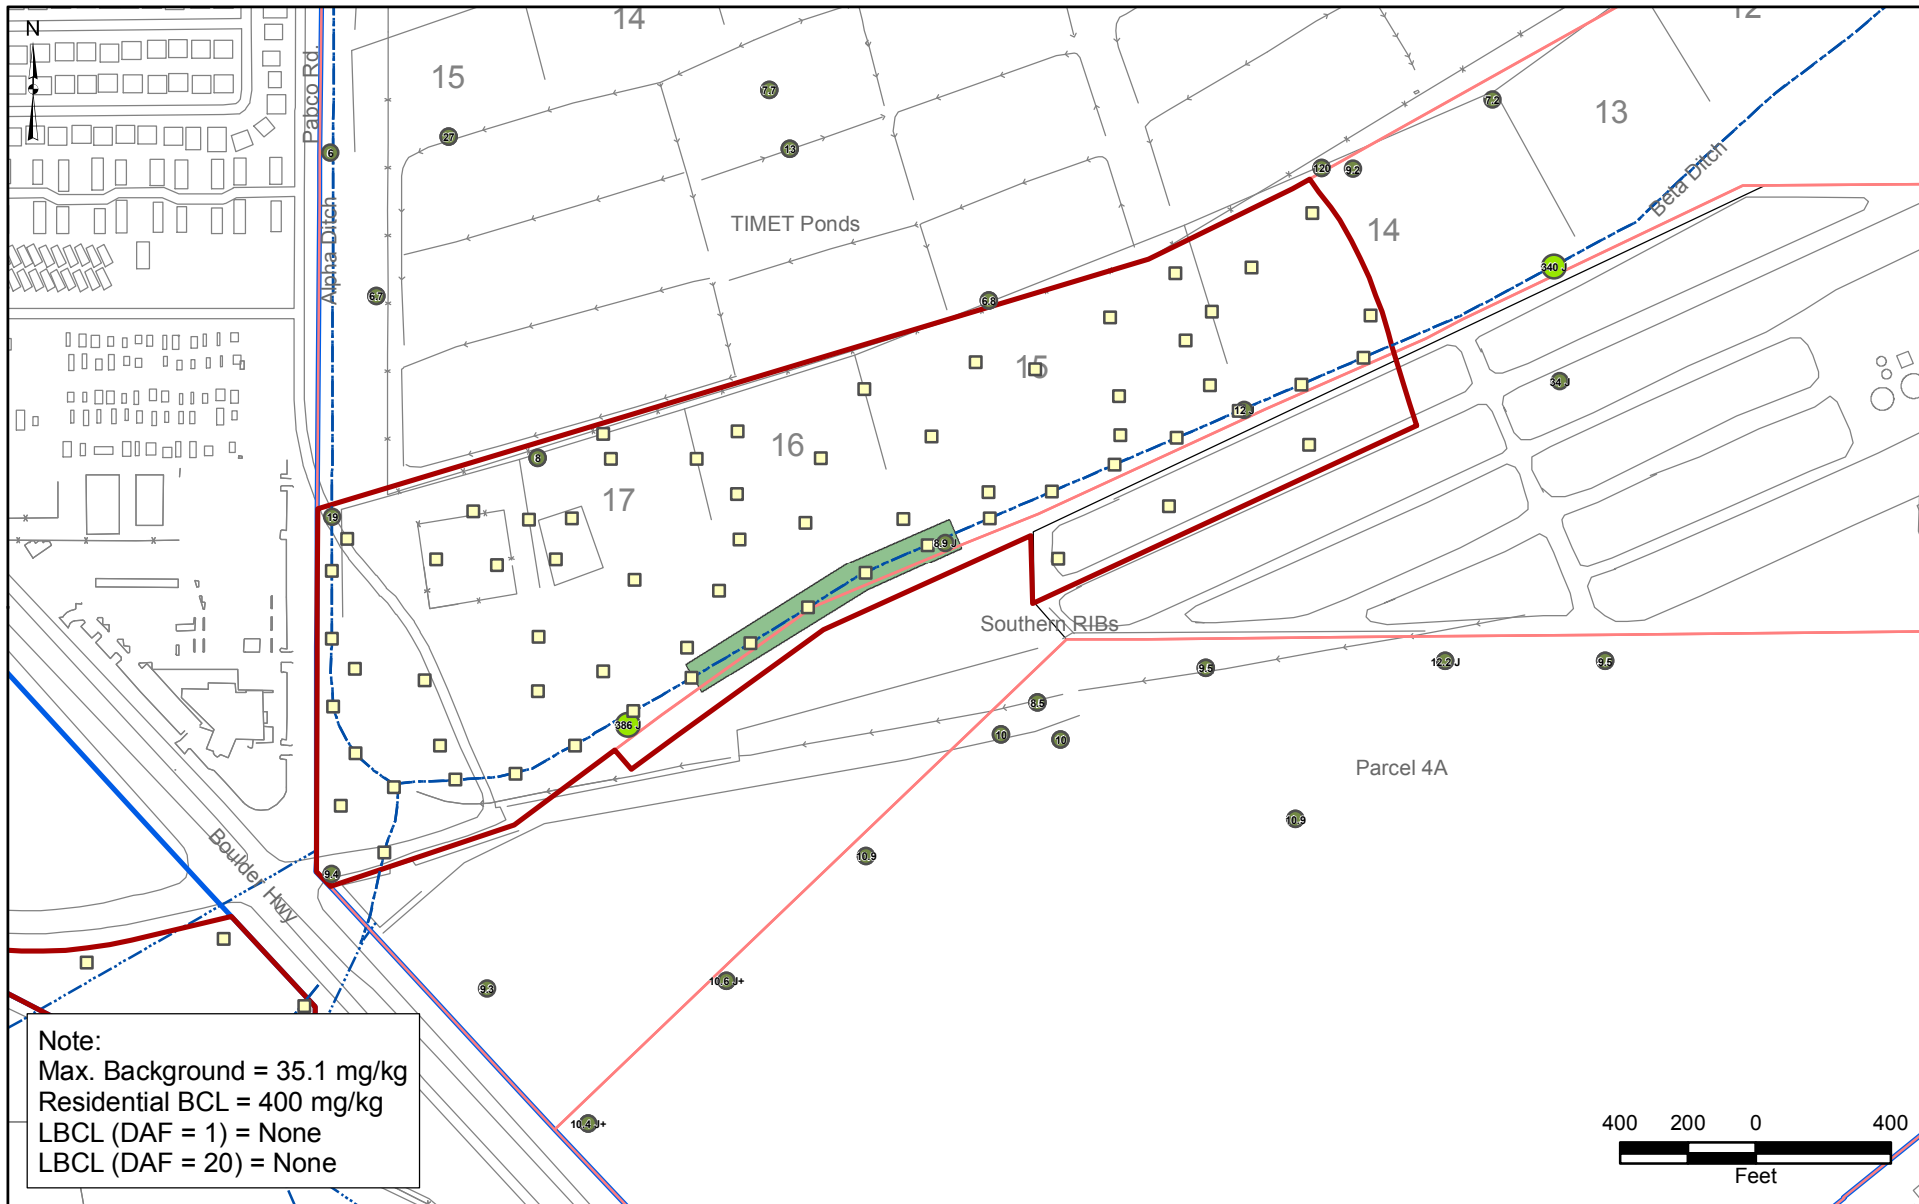 N
14
12
15
Pabco Rd.
7.7
7.2
13
27
13
6
120
9.2
Beta Ditch
TIMET Ponds
14
Alpha Ditch
340 J
6.7
6.8
15
34 J
12 J
16
8
17
19
8.9 J
Southern RIBs
9.5
12.2 J
9.5
8.5
386 J
10
10
Parcel 4A
10.9
Boulder Hwy
10.9
9.4
10.6 J+
9.3
Note:
Max. Background = 35.1 mg/kg
Residential BCL = 400 mg/kg
LBCL (DAF = 1) = None
LBCL (DAF = 20) = None
10.4 J+
400 200 0 400
Feet